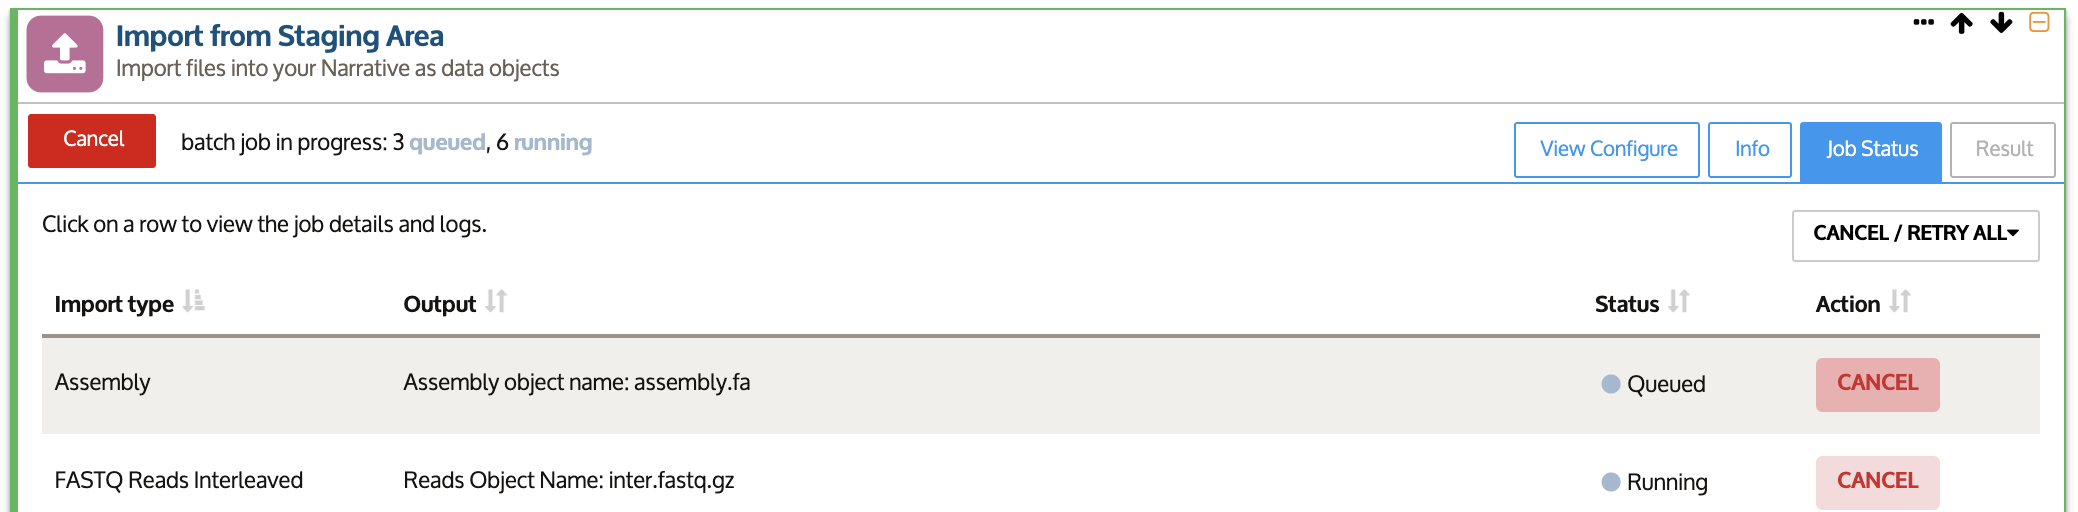 Import from Staging Area
Import files into your Narrative as data objects
Cancel batch job in progress: 3 queued, 6 running View Configure Info Job Status Result
Click on a row to view the job details and logs. CANCEL / RETRY ALL
Import type Output Status Action
Assembly Assembly object name: assembly.fa Queued CANCEL
FASTQ Reads Interleaved Reads Object Name: inter.fastq.gz Running CANCEL